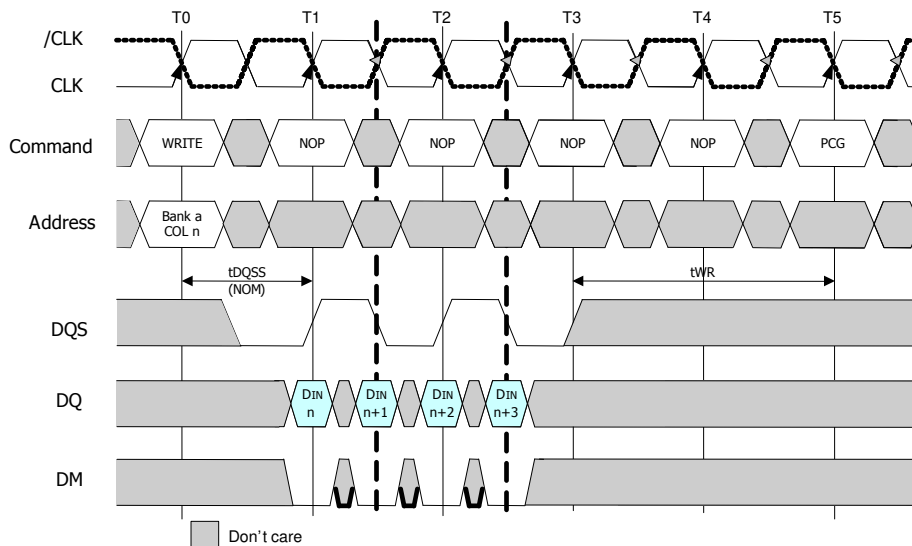 T0 T1 T2 T3 T4 T5
/CLK
CLK
Command WRITE NOP NOP NOP NOP PCG
Address Bank a
COL n
tDQSS
(NOM)
tWR
DQS
DQ DIN
n
DIN
n+1
DIN
n+2
DIN
n+3
DM
Don't care